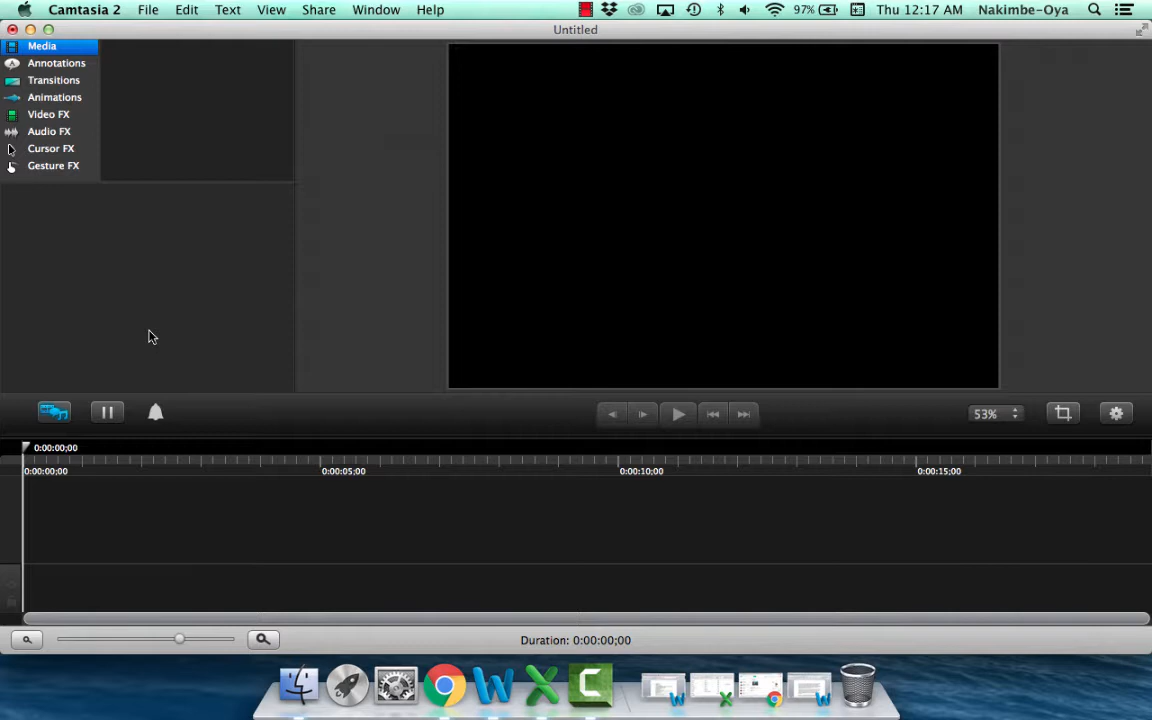 Camtasia 2 File Edit Text View Share Window Help 97% Thu 12:17 AM Nakimbe-Oya
Untitled
Media
Annotations
Transitions
Animations
Video FX
Audio FX
Cursor FX
Gesture FX
53%
0:00:00;00
0:00:00;00 0:00:05;00 0:00:10;00 0:00:15;00
Duration: 0:00:00;00